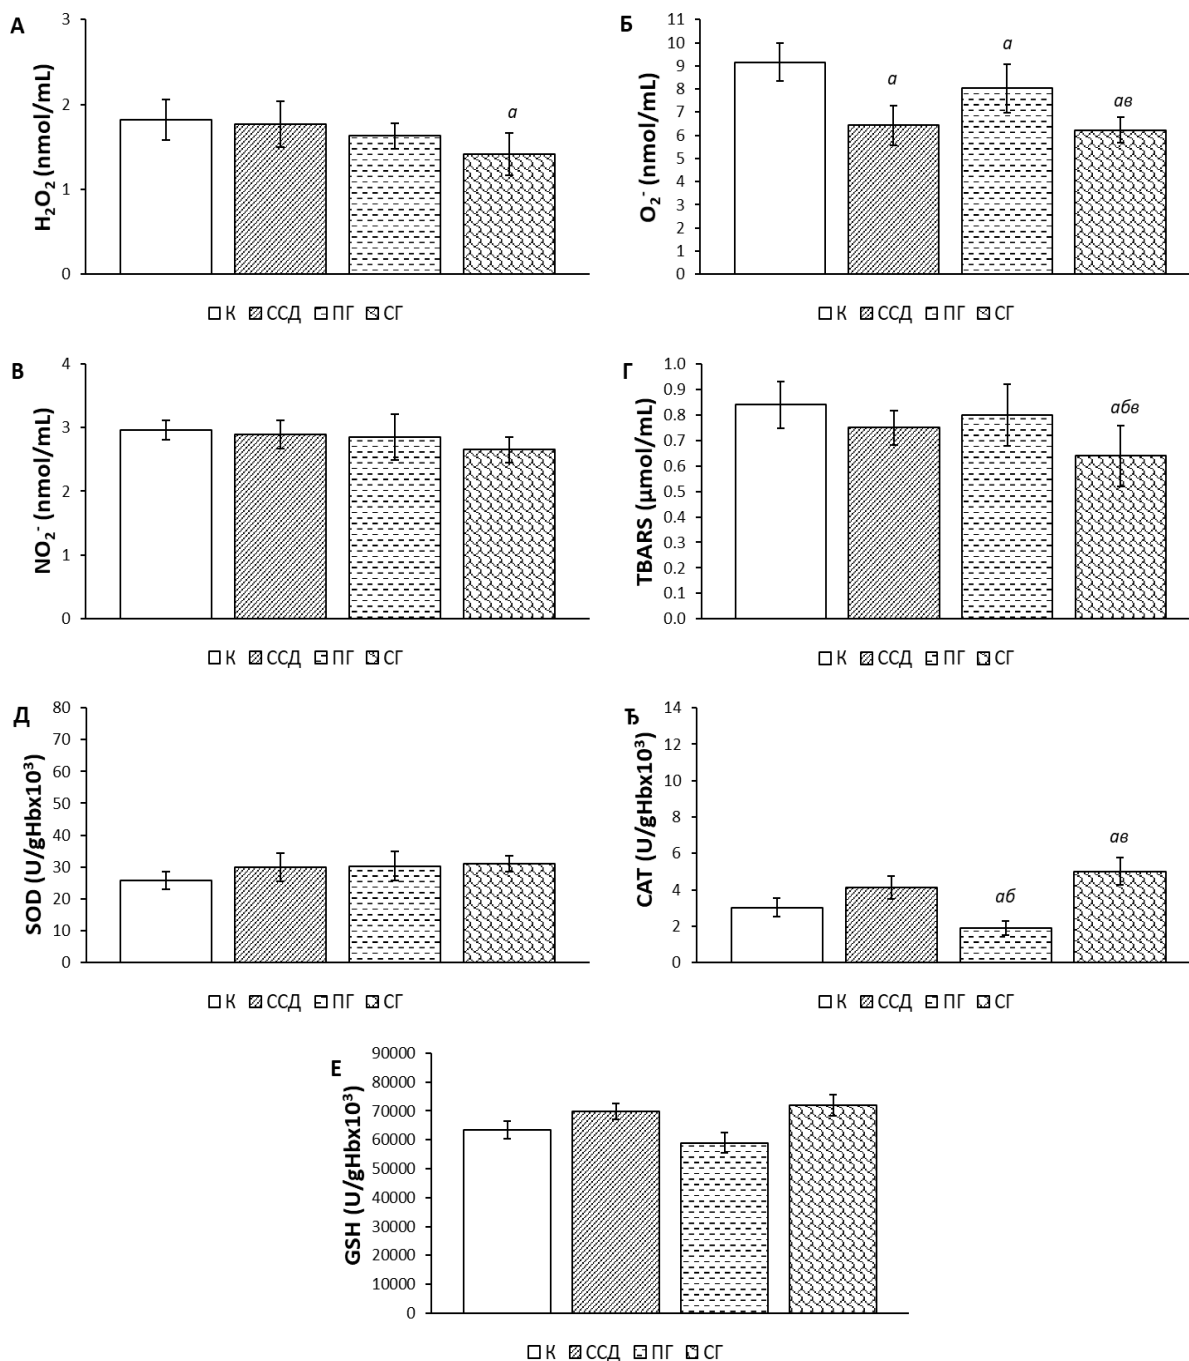 А
H₂O₂ (nmol/mL)
3
2
1
0
a
К ССД ПГ СГ
Б
O₂⁻ (nmol/mL)
11
10
9
8
7
6
5
4
3
2
1
0
а
а
ав
К ССД ПГ СГ
В
NO₂⁻ (nmol/mL)
4
3
2
1
0
К ССД ПГ СГ
Г
TBARS (µmol/mL)
1.0
0.9
0.8
0.7
0.6
0.5
0.4
0.3
0.2
0.1
0.0
абв
К ССД ПГ СГ
Д
SOD (U/gHbx10³)
80
70
60
50
40
30
20
10
0
К ССД ПГ СГ
Ђ
CAT (U/gHbx10³)
14
12
10
8
6
4
2
0
аб
ав
К ССД ПГ СГ
Е
GSH (U/gHbx10³)
90000
80000
70000
60000
50000
40000
30000
20000
10000
0
К ССД ПГ СГ